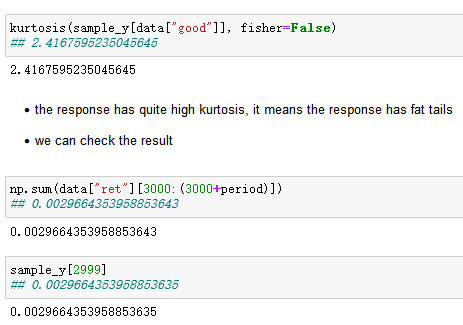 kurtosis(sample_y[data["good"]], fisher=False)
## 2.4167595235045645
2.4167595235045645
• the response has quite high kurtosis, it means the response has fat tails
• we can check the result
np.sum(data["ret"][3000:(3000+period)])
## 0.0029664353958853643
0.0029664353958853643
sample_y[2999]
## 0.0029664353958853635
0.0029664353958853635